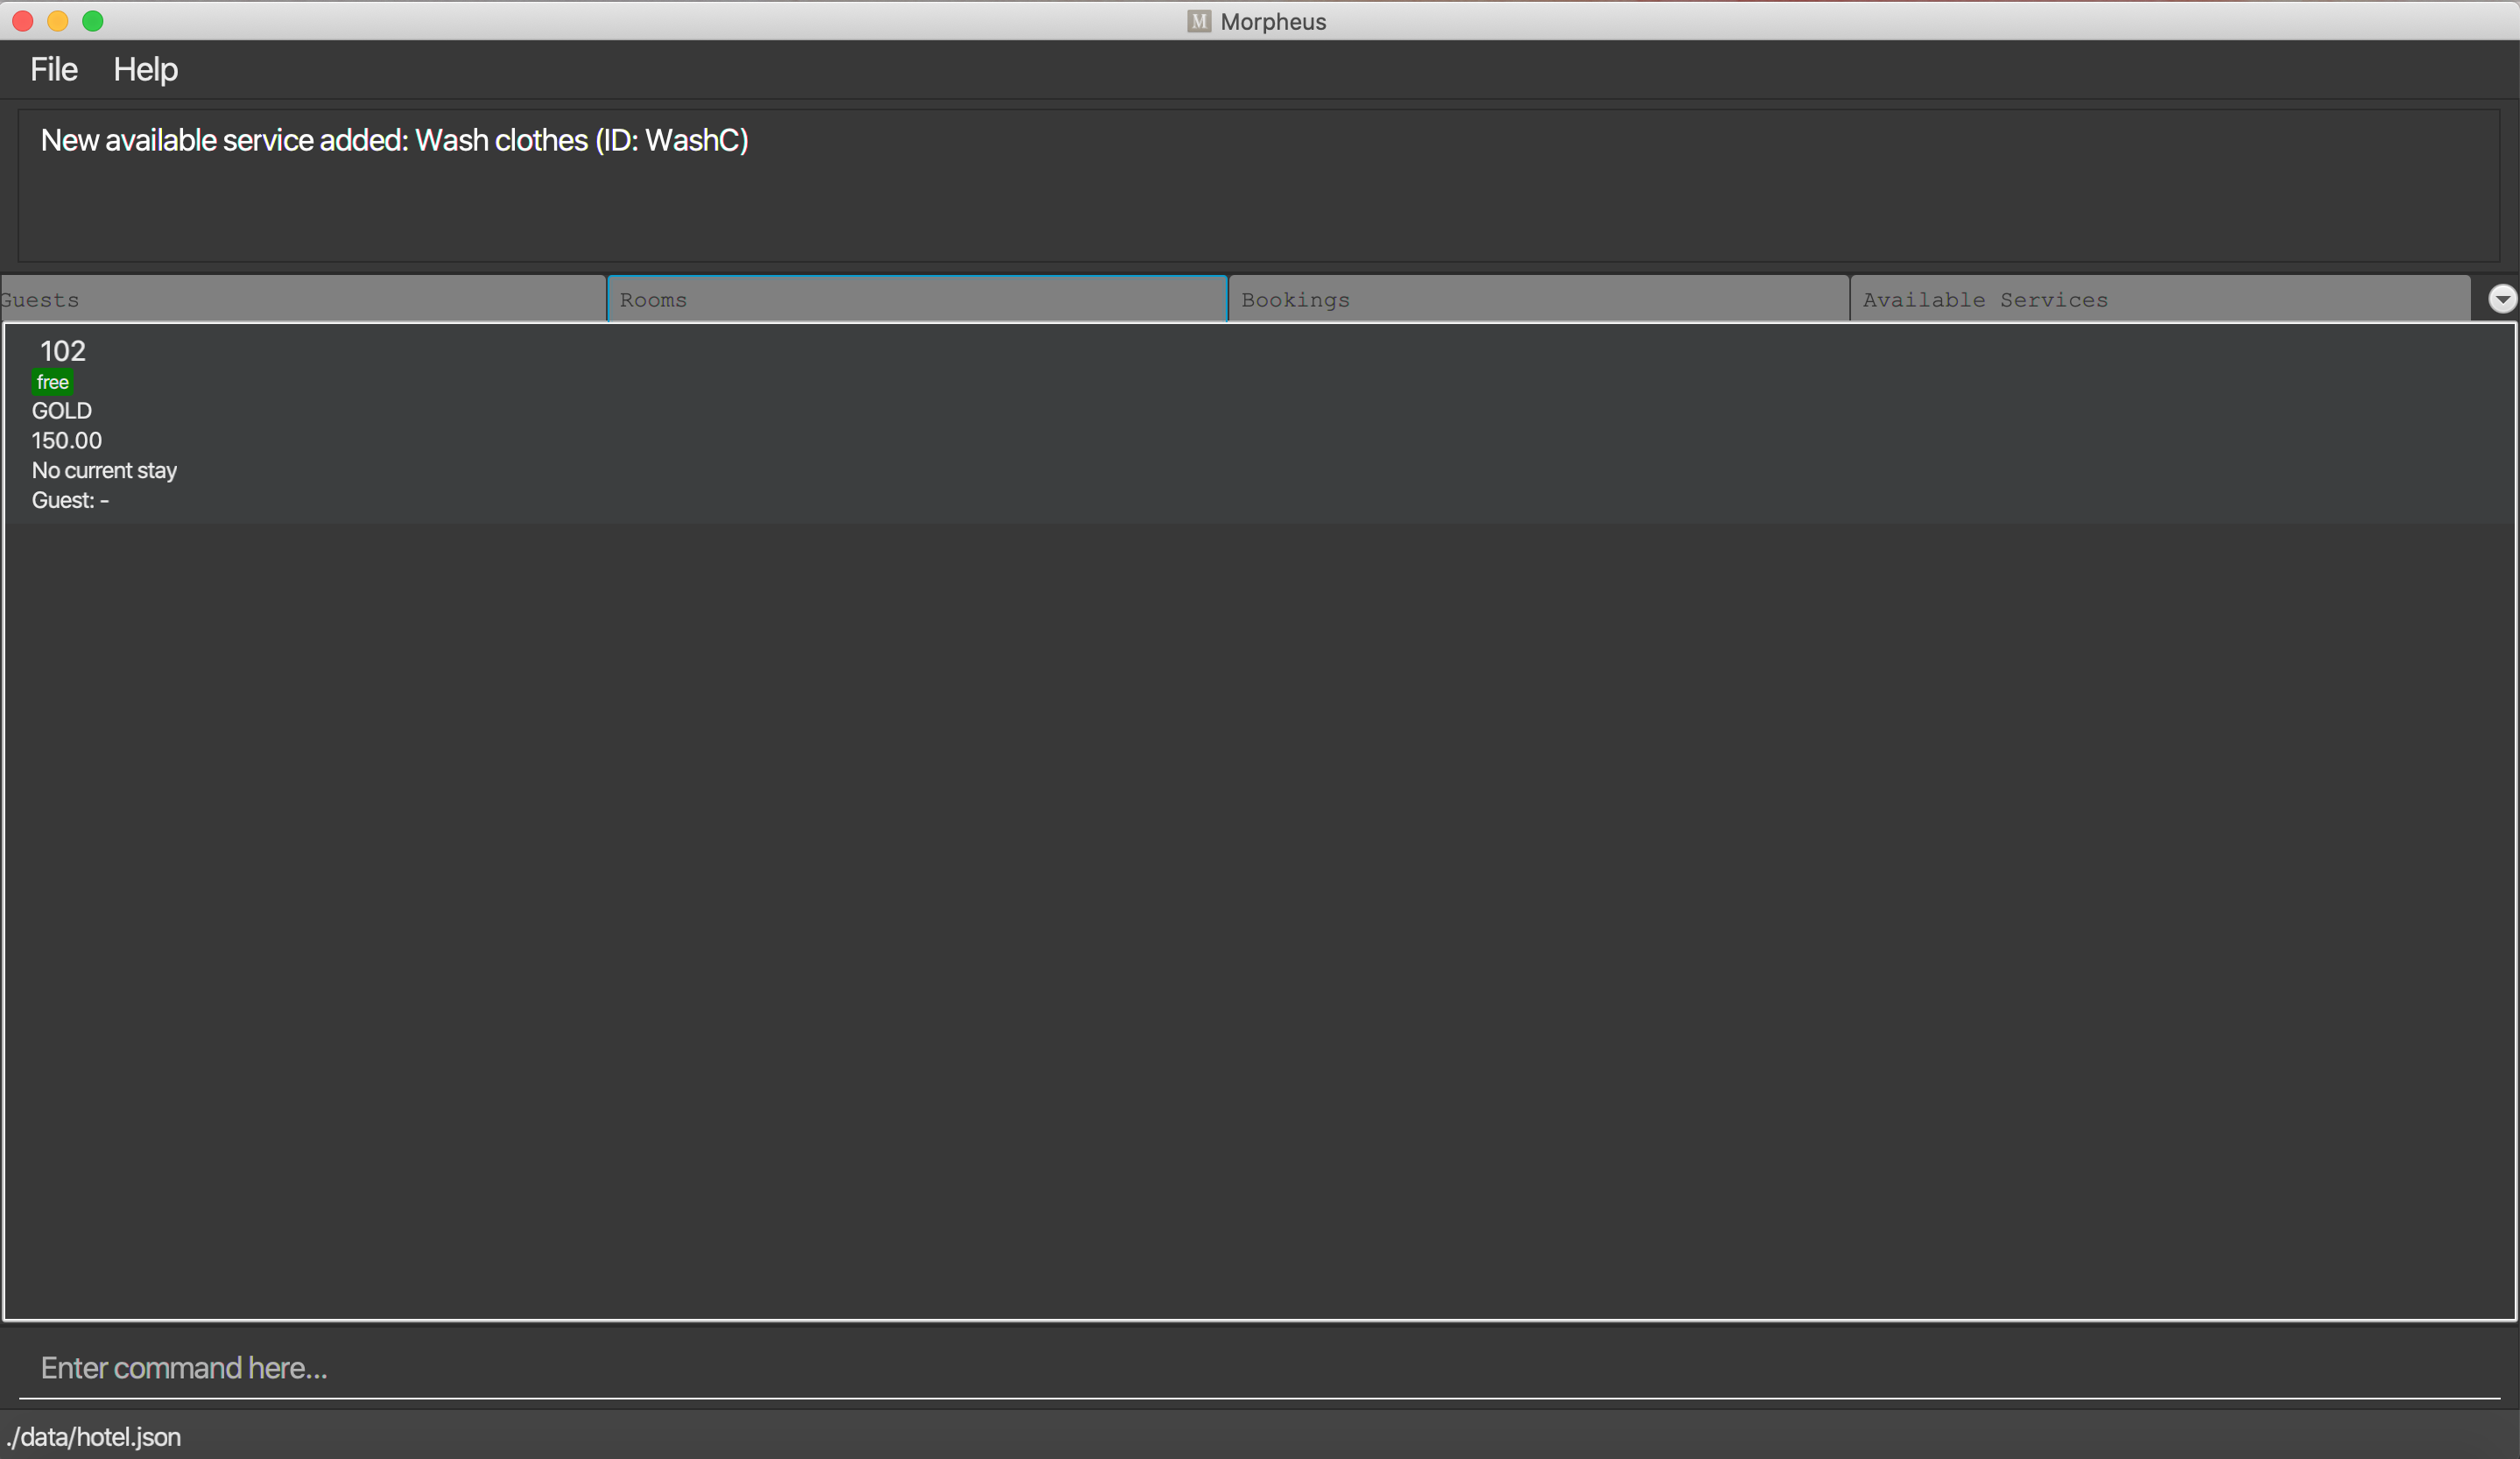 M Morpheus
File Help
New available service added: Wash clothes (ID: WashC)
Guests Rooms Bookings Available Services
102
free
GOLD
150.00
No current stay
Guest: -
Enter command here...
./data/hotel.json